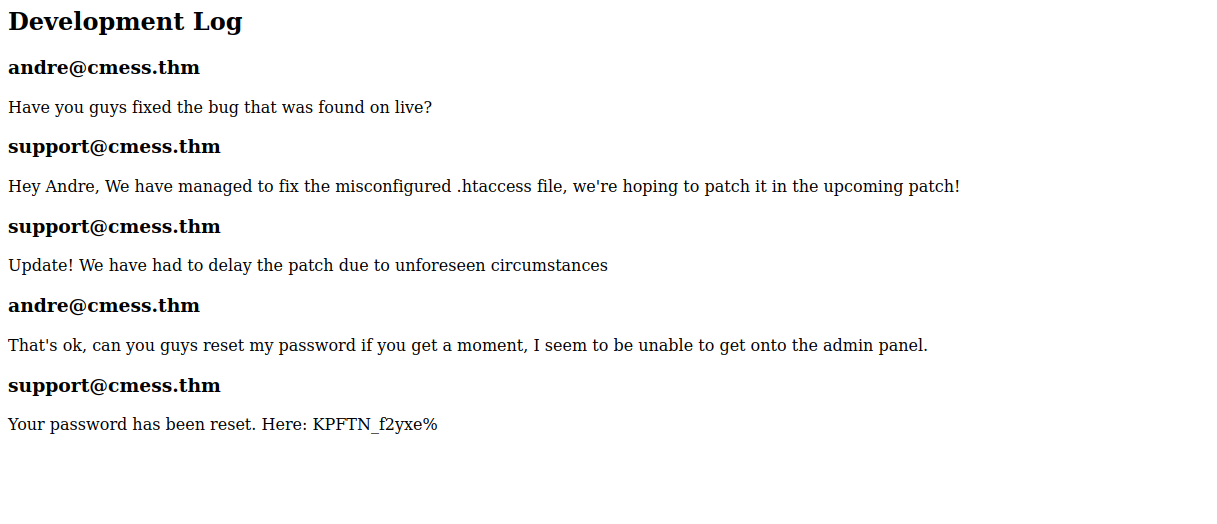 Development Log
andre@cmess.thm
Have you guys fixed the bug that was found on live?
support@cmess.thm
Hey Andre, We have managed to fix the misconfigured .htaccess file, we're hoping to patch it in the upcoming patch!
support@cmess.thm
Update! We have had to delay the patch due to unforeseen circumstances
andre@cmess.thm
That's ok, can you guys reset my password if you get a moment, I seem to be unable to get onto the admin panel.
support@cmess.thm
Your password has been reset. Here: KPFTN_f2yxe%